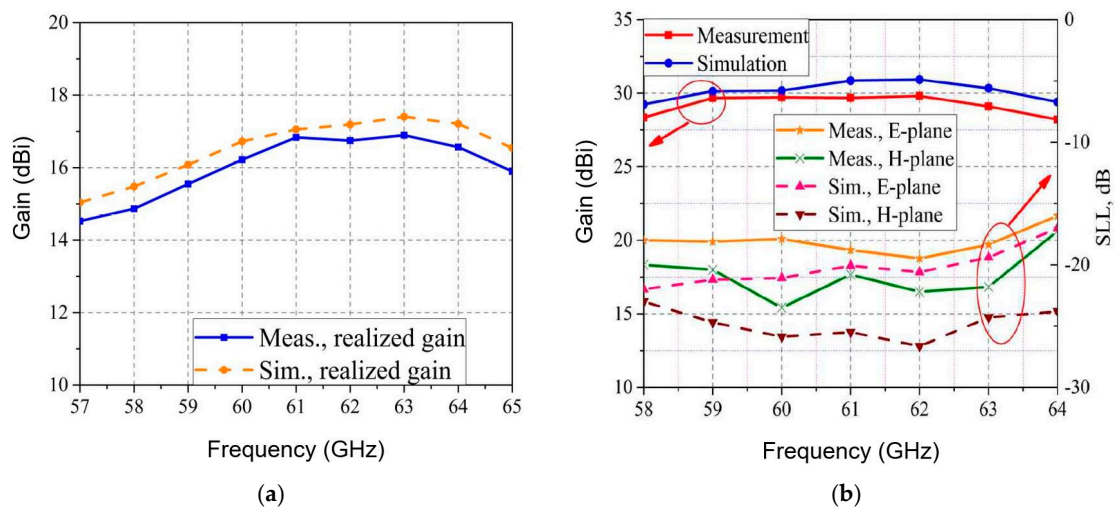 20
18
16
14
12
10
Gain (dBi)
Meas., realized gain
Sim., realized gain
57 58 59 60 61 62 63 64 65
Frequency (GHz)
(a)
35
30
25
20
15
10
Gain (dBi)
Measurement
Simulation
Meas., E-plane
Meas., H-plane
Sim., E-plane
Sim., H-plane
0
-10
-20
-30
SLL, dB
58 59 60 61 62 63 64
Frequency (GHz)
(b)